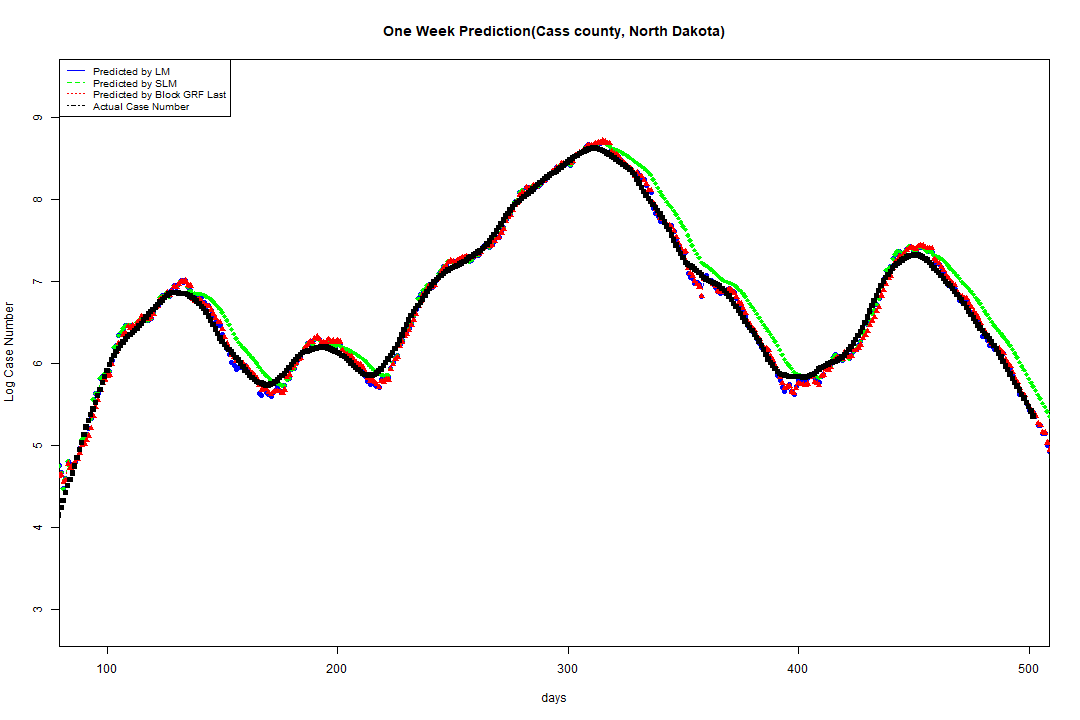 One Week Prediction(Cass county, North Dakota)
Predicted by LM
Predicted by SLM
Predicted by Block GRF Last
Actual Case Number
9
8
7
6
5
4
3
Log Case Number
100 200 300 400 500
days